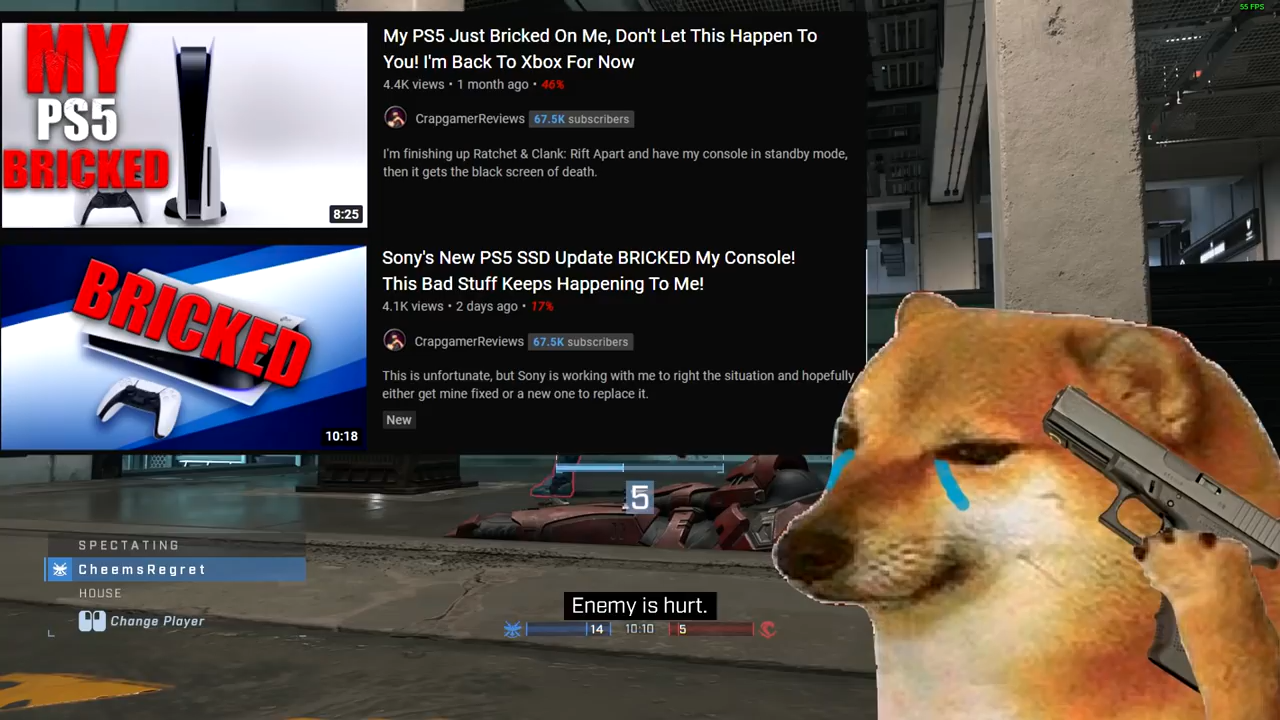 55 FPS
MY
PS5
BRICKED
8:25
My PS5 Just Bricked On Me, Don't Let This Happen To
You! I'm Back To Xbox For Now
4.4K views • 1 month ago • 46%
CrapgamerReviews 67.5K subscribers
I'm finishing up Ratchet & Clank: Rift Apart and have my console in standby mode,
then it gets the black screen of death.
BRICKED
10:18
Sony's New PS5 SSD Update BRICKED My Console!
This Bad Stuff Keeps Happening To Me!
4.1K views • 2 days ago • 17%
CrapgamerReviews 67.5K subscribers
This is unfortunate, but Sony is working with me to right the situation and hopefully
either get mine fixed or a new one to replace it.
New
5
SPECTATING
CheemsRegret
HOUSE
Change Player
Enemy is hurt.
14 10:10 5